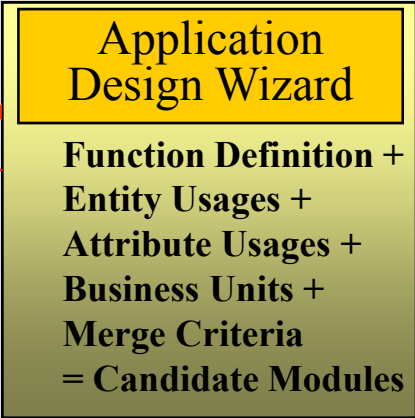 Application
Design Wizard
Function Definition +
Entity Usages +
Attribute Usages +
Business Units +
Merge Criteria
= Candidate Modules